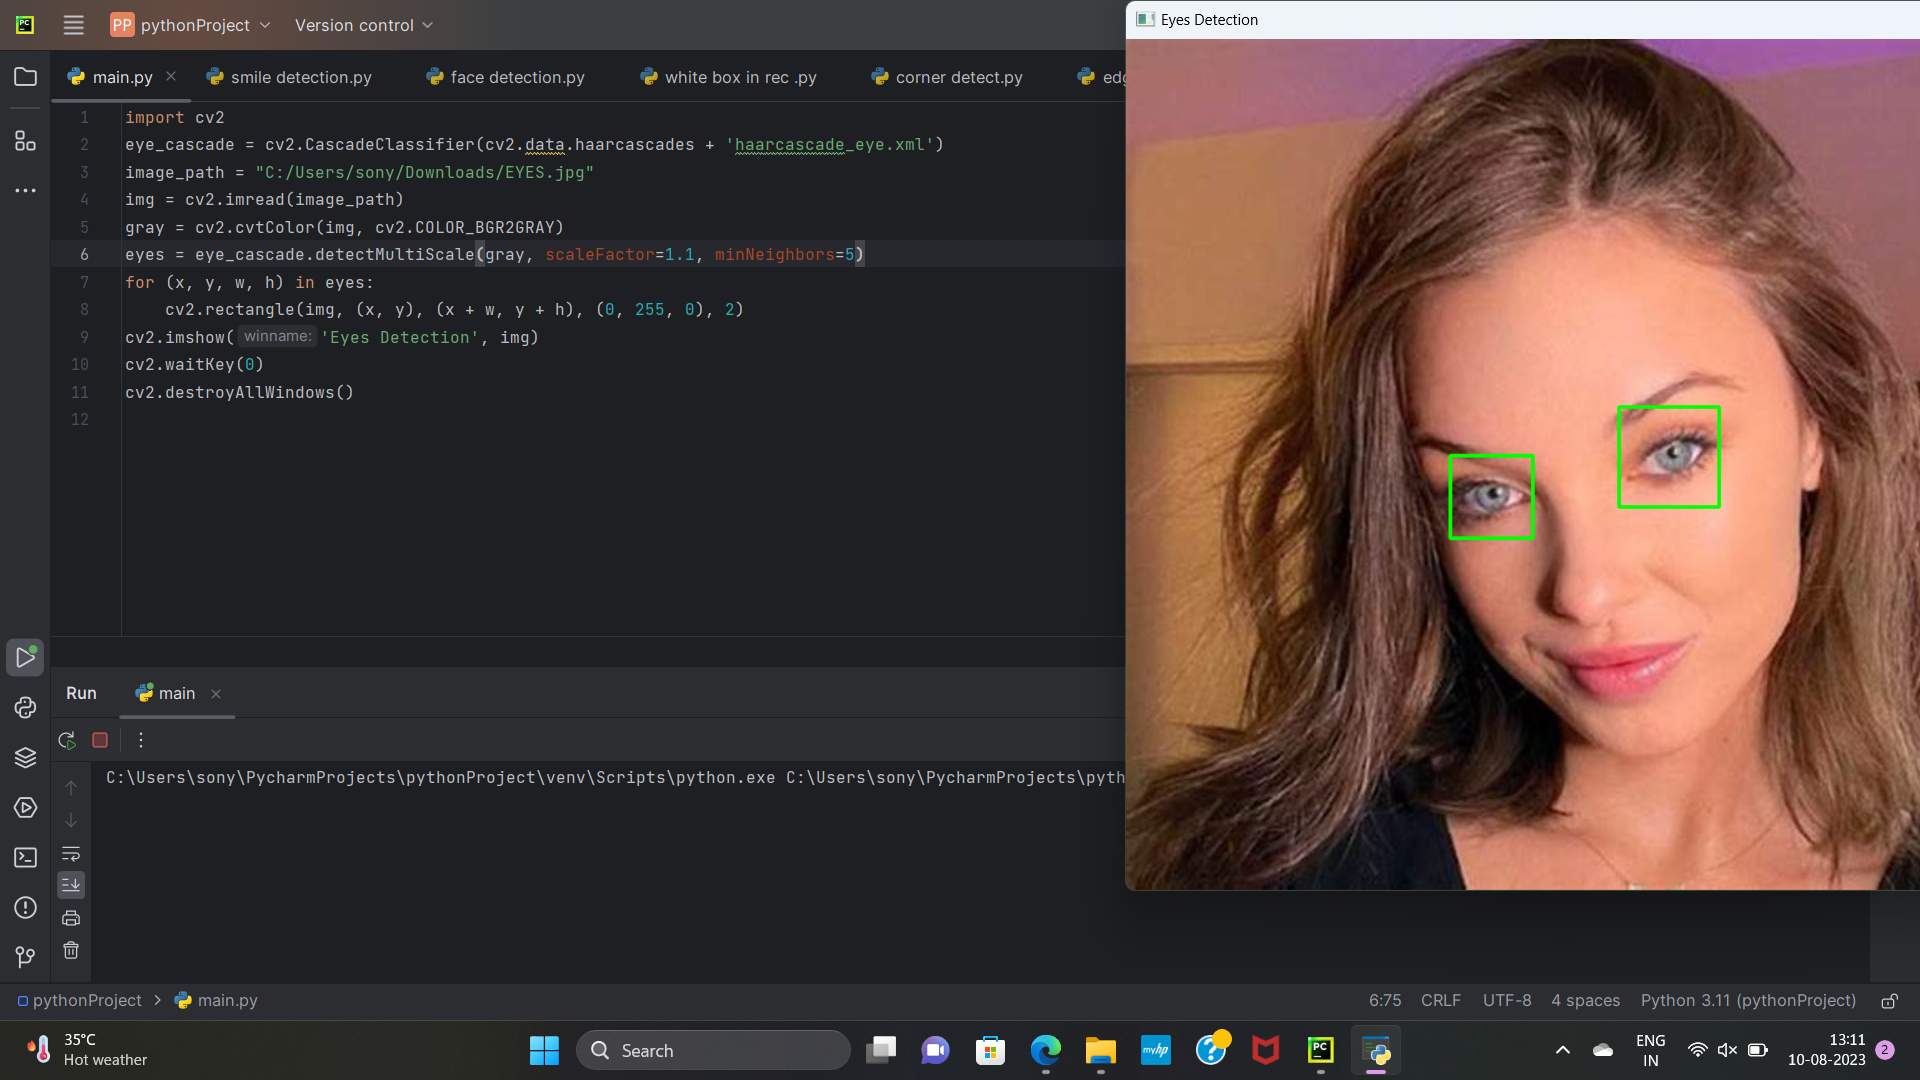 PC
PP pythonProject Version control
Eyes Detection
main.py smile detection.py face detection.py white box in rec .py corner detect.py edg
1 import cv2
2 eye_cascade = cv2.CascadeClassifier(cv2.data.haarcascades + 'haarcascade_eye.xml')
3 image_path = "C:/Users/sony/Downloads/EYES.jpg"
4 img = cv2.imread(image_path)
5 gray = cv2.cvtColor(img, cv2.COLOR_BGR2GRAY)
6 eyes = eye_cascade.detectMultiScale(gray, scaleFactor=1.1, minNeighbors=5)
7 for (x, y, w, h) in eyes:
8     cv2.rectangle(img, (x, y), (x + w, y + h), (0, 255, 0), 2)
9 cv2.imshow( winname: 'Eyes Detection', img)
10 cv2.waitKey(0)
11 cv2.destroyAllWindows()
12
Run main
C:\Users\sony\PycharmProjects\pythonProject\venv\Scripts\python.exe C:\Users\sony\PycharmProjects\pyth
pythonProject > main.py 6:75 CRLF UTF-8 4 spaces Python 3.11 (pythonProject)
35°C
Hot weather
Search
myhp
PC
ENG
IN
13:11
10-08-2023
2